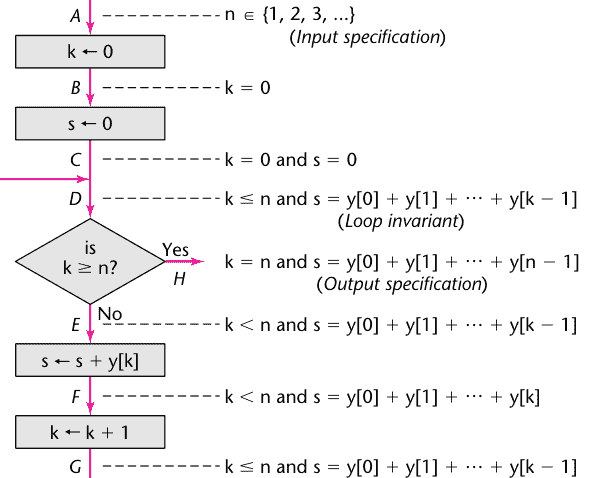 A n ∈ {1, 2, 3, ...}
(Input specification)
k ← 0
B k = 0
s ← 0
C k = 0 and s = 0
D k ≤ n and s = y[0] + y[1] + ⋯ + y[k − 1]
(Loop invariant)
is
k ≥ n?
Yes
H
k = n and s = y[0] + y[1] + ⋯ + y[n − 1]
(Output specification)
No
E k < n and s = y[0] + y[1] + ⋯ + y[k − 1]
s ← s + y[k]
F k < n and s = y[0] + y[1] + ⋯ + y[k]
k ← k + 1
G k ≤ n and s = y[0] + y[1] + ⋯ + y[k − 1]